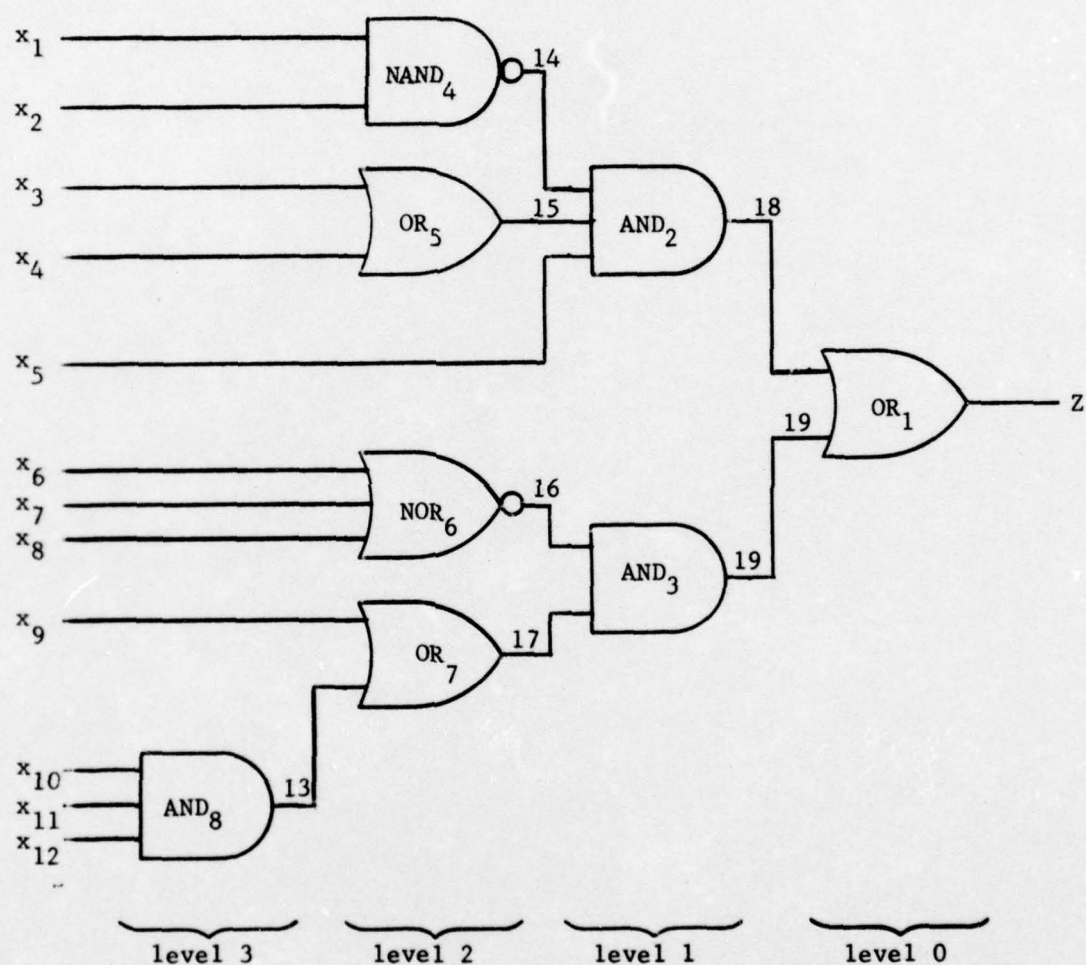 x1
x2
NAND4
14
x3
x4
OR5
15
AND2
18
x5
OR1
Z
19
x6
x7
x8
NOR6
16
AND3
19
x9
OR7
17
x10
x11
x12
AND8
13
level 3
level 2
level 1
level 0